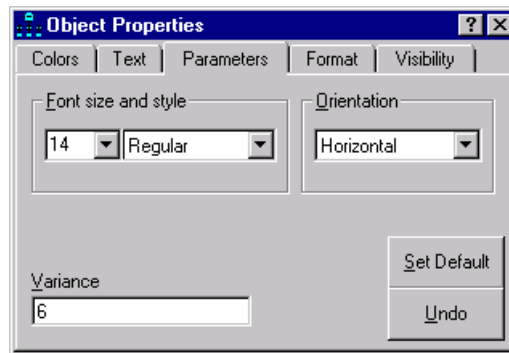 Object Properties
Colors Text Parameters Format Visibility
Font size and style Orientation
14 Regular Horizontal
Set Default
Variance
6
Undo